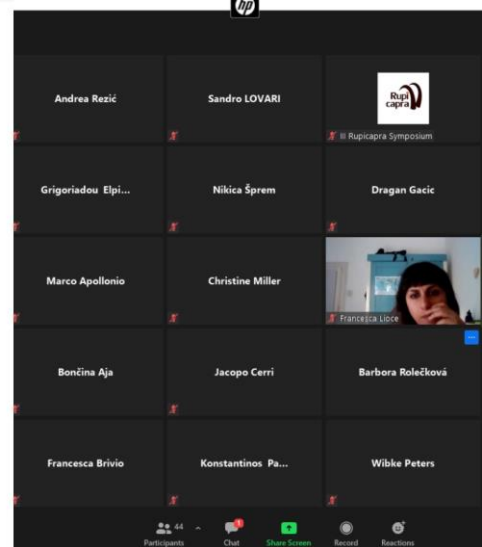 hp
Andrea Rezić
Sandro LOVARI
Rupi
capra
Rupicapra Symposium
Grigoriadou Elpi...
Nikica Šprem
Dragan Gacic
Marco Apollonio
Christine Miller
Francesca Lioce
Bončina Aja
Jacopo Cerri
Barbora Rolečková
Francesca Brivio
Konstantinos Pa...
Wibke Peters
44
1
Participants
Chat
Share Screen
Record
Reactions